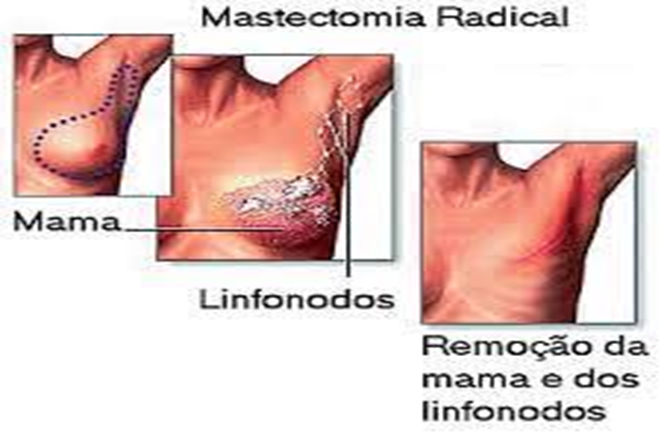 Mastectomia Radical
Mama
Linfonodos
Remoção da
mama e dos
linfonodos